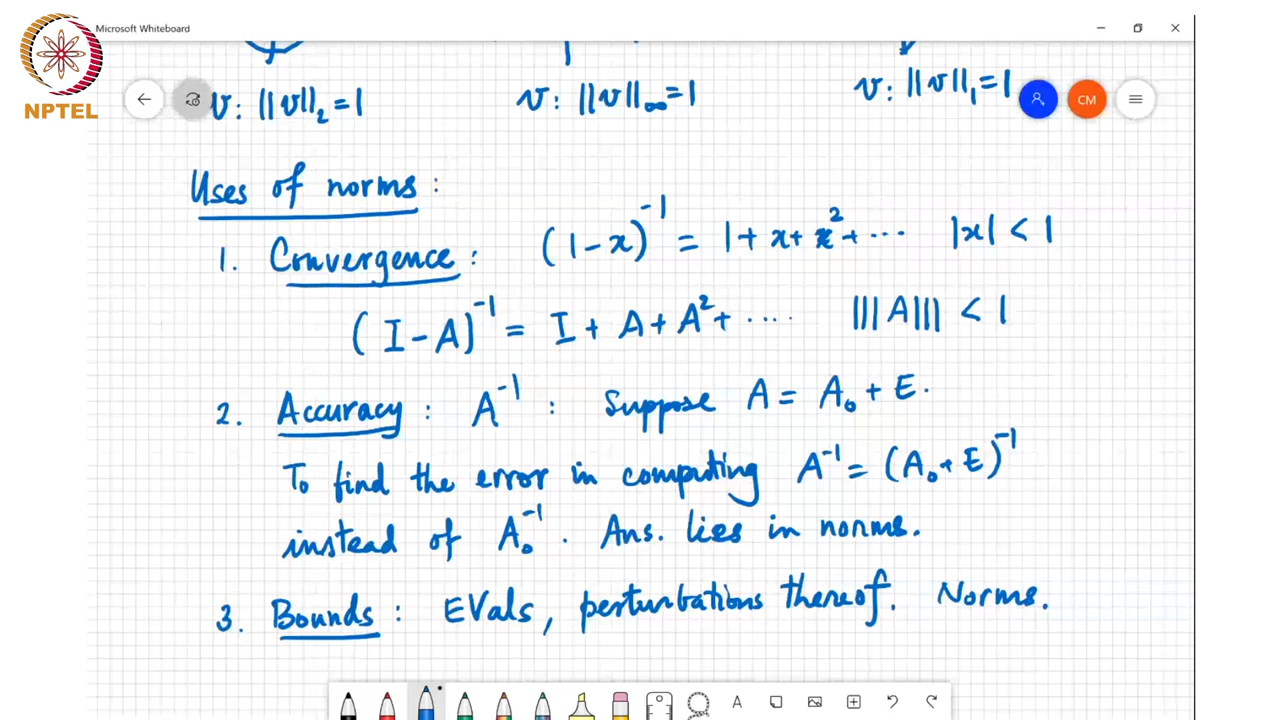 Microsoft Whiteboard
NPTEL
v: ||v||₂ = 1
v: ||v||∞ = 1
v: ||v||₁ = 1
CM
Uses of norms:
1. Convergence: (1-x)⁻¹ = 1 + x + x² + ... |x| < 1
(I-A)⁻¹ = I + A + A² + .... |||A||| < 1
2. Accuracy: A⁻¹: Suppose A = A₀ + E.
To find the error in computing A⁻¹ = (A₀ + E)⁻¹
instead of A₀⁻¹. Ans. lies in norms.
3. Bounds: EVals, perturbations thereof. Norms.
A